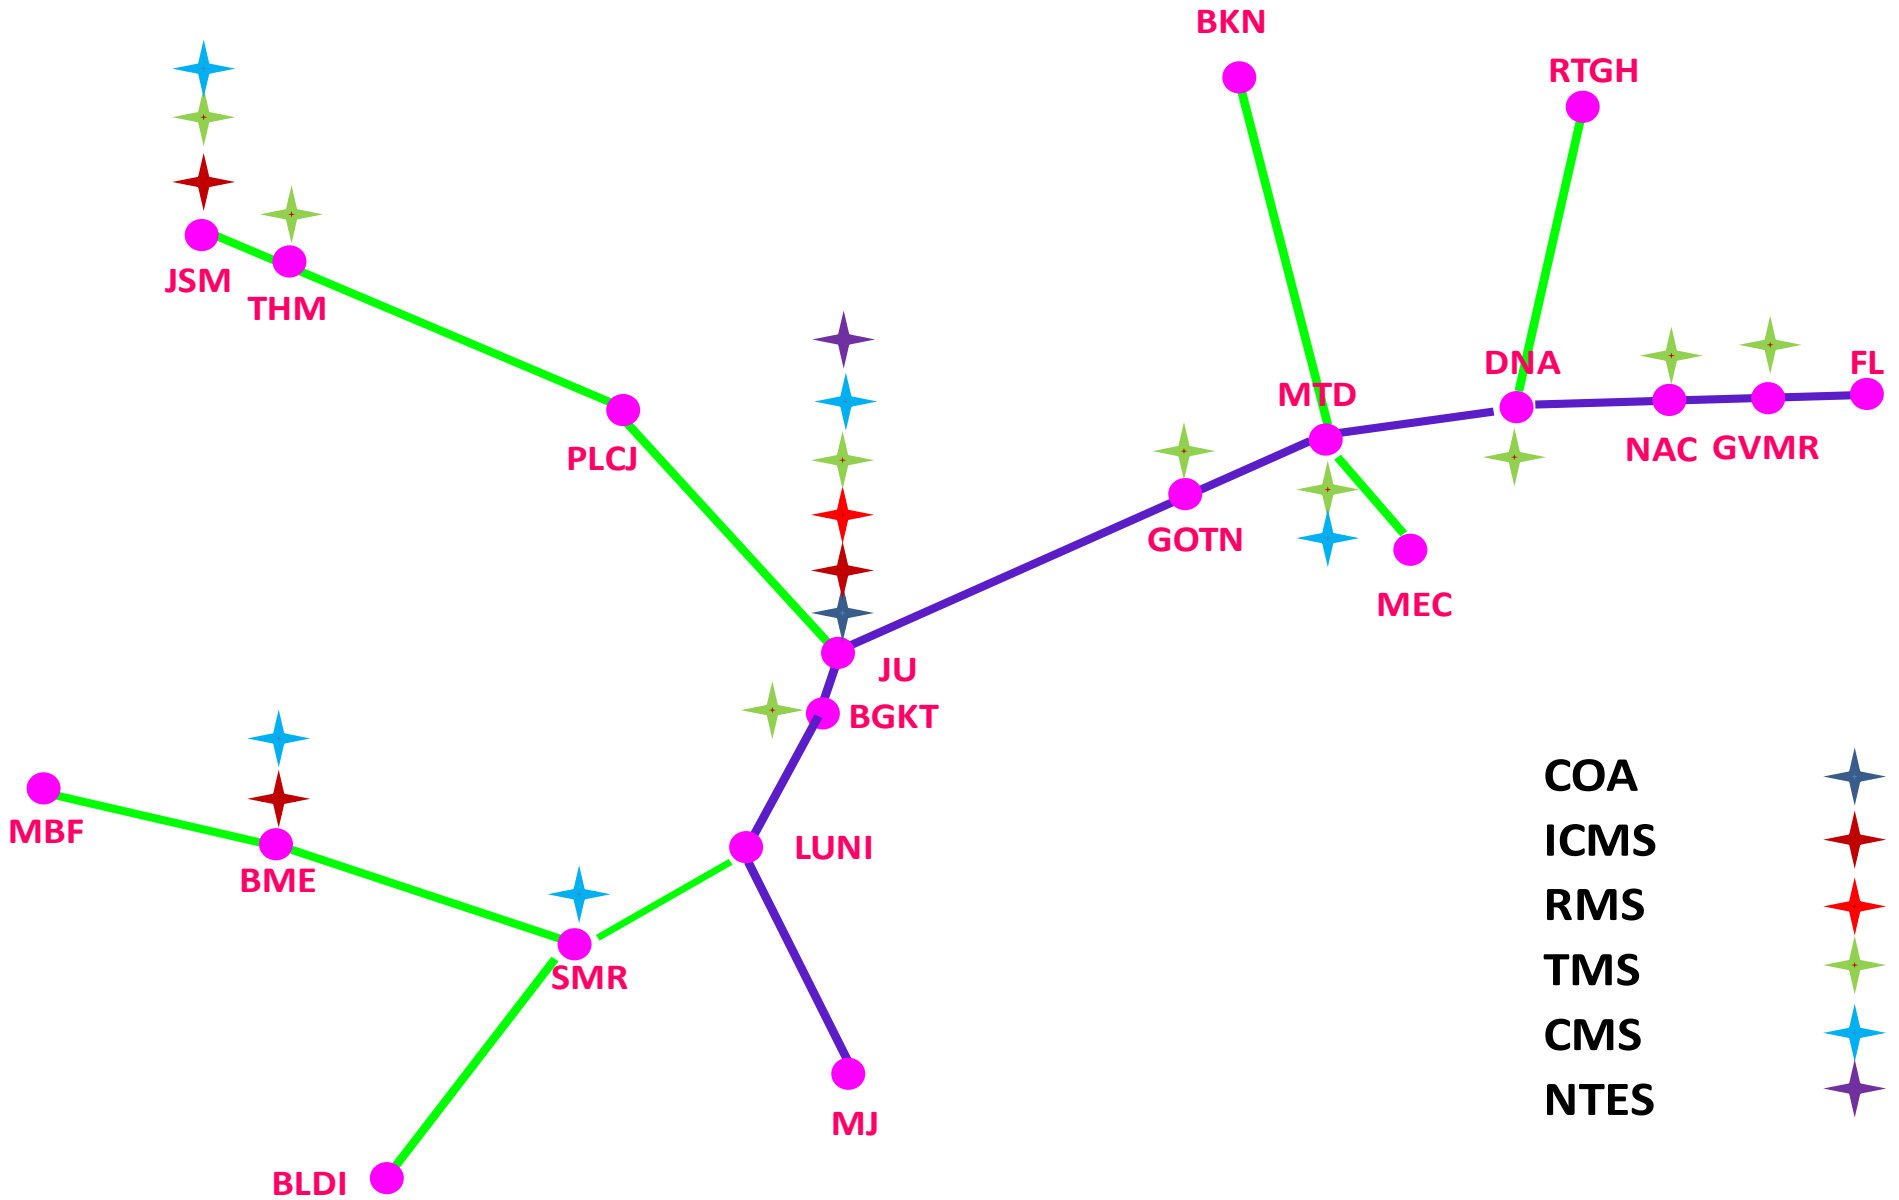 BKN
RTGH
JSM
THM
DNA
FL
MTD
PLCJ
NAC
GVMR
GOTN
MEC
JU
BGKT
COA
MBF
LUNI
ICMS
BME
RMS
SMR
TMS
CMS
NTES
MJ
BLDI